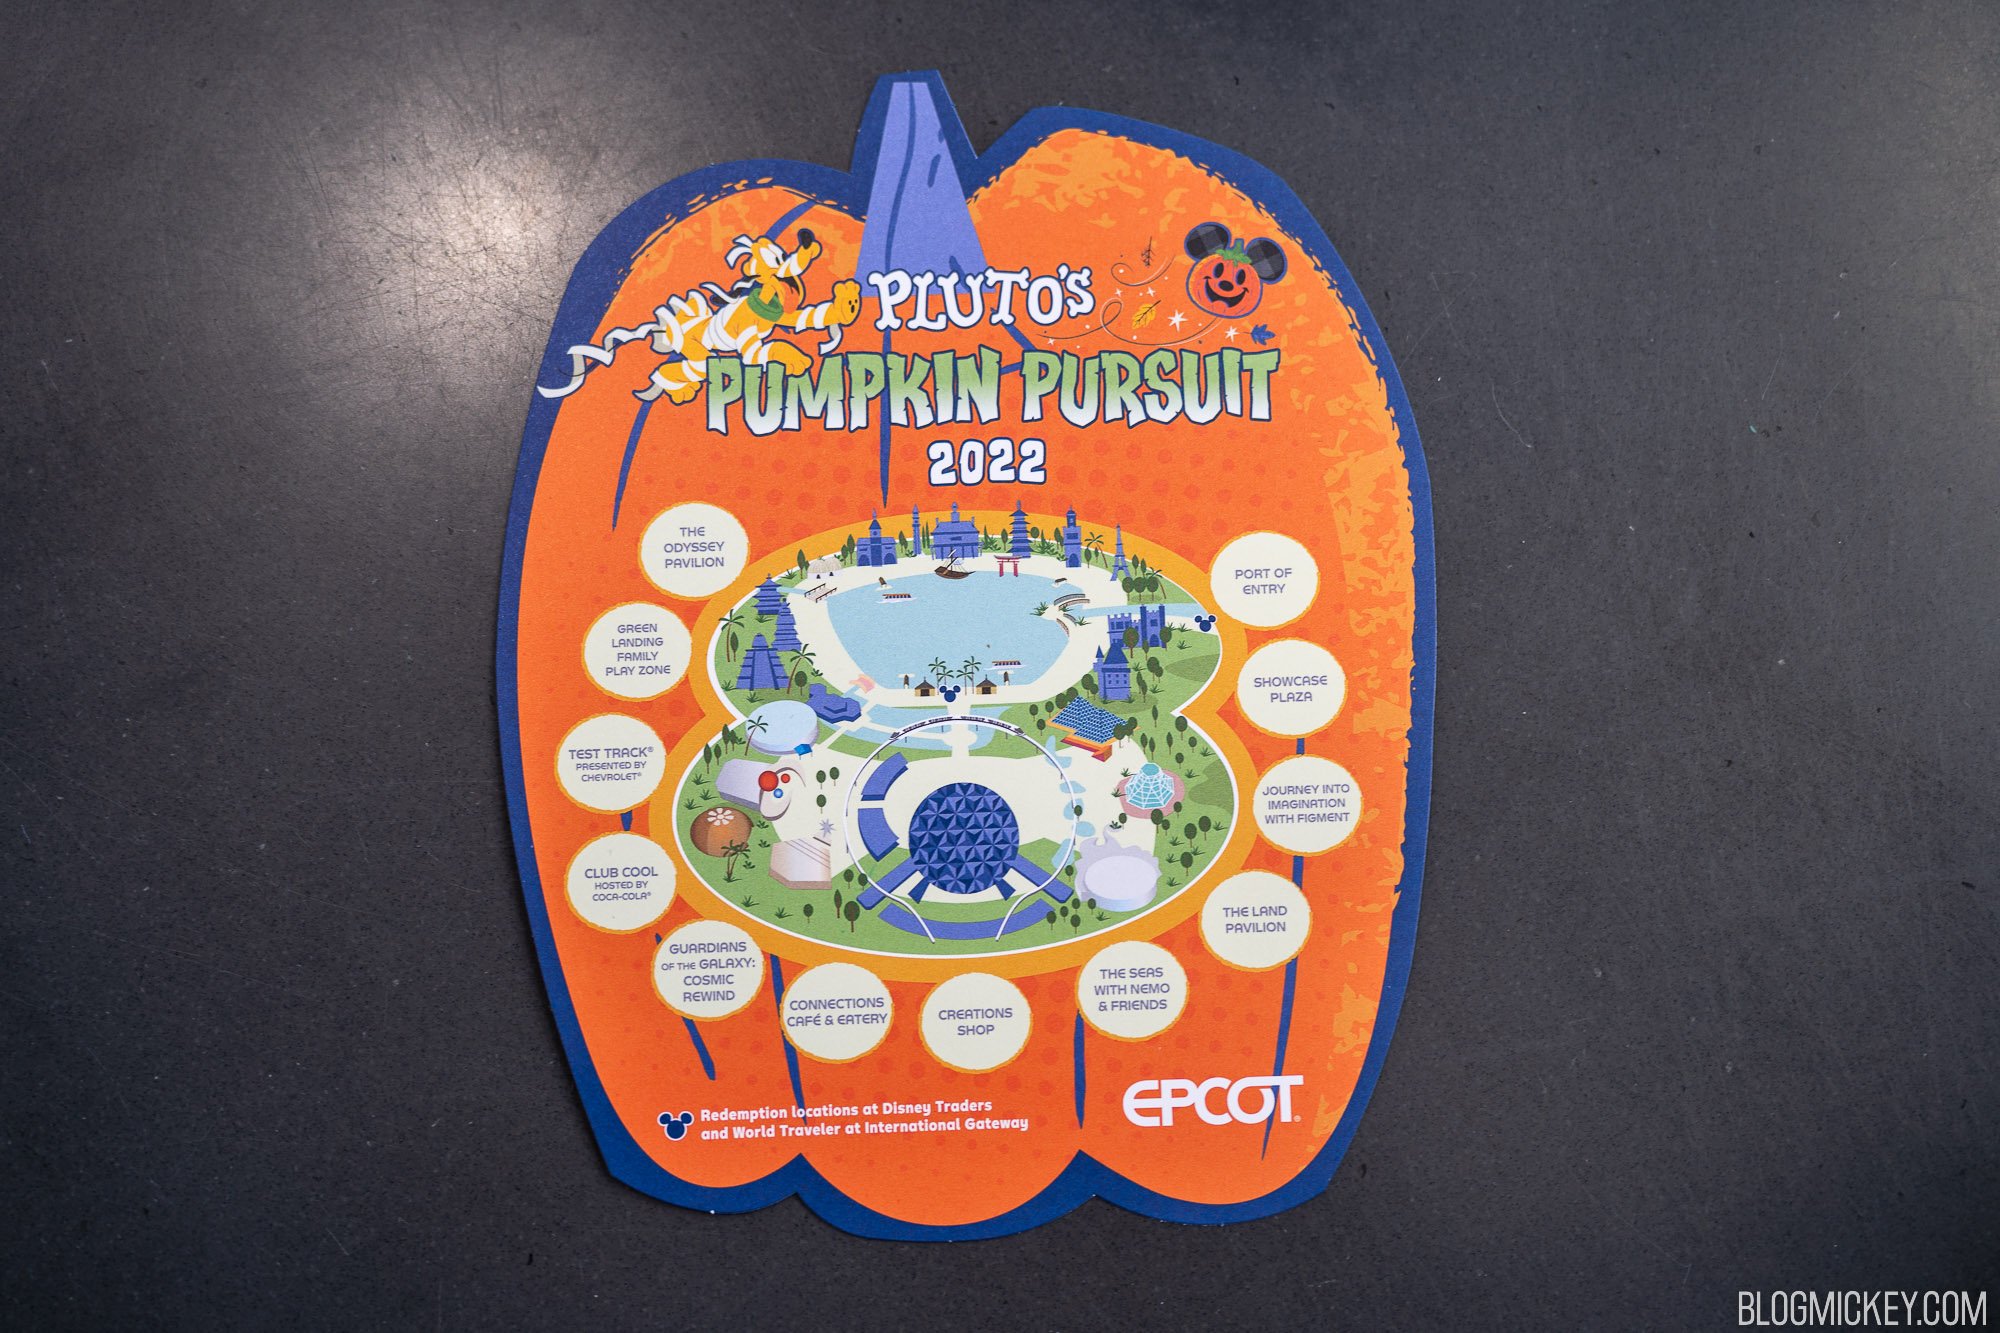 PLUTO'S
PUMPKIN PURSUIT
2022
THE
ODYSSEY
PAVILION
GREEN
LANDING
FAMILY
PLAY ZONE
TEST TRACK®
PRESENTED BY
CHEVROLET®
CLUB COOL
HOSTED BY
COCA-COLA®
GUARDIANS
OF THE GALAXY:
COSMIC
REWIND
CONNECTIONS
CAFÉ & EATERY
CREATIONS
SHOP
THE SEAS
WITH NEMO
& FRIENDS
THE LAND
PAVILION
JOURNEY INTO
IMAGINATION
WITH FIGMENT
SHOWCASE
PLAZA
PORT OF
ENTRY
Redemption locations at Disney Traders
and World Traveler at International Gateway
EPCOT®
BLOGMICKEY.COM